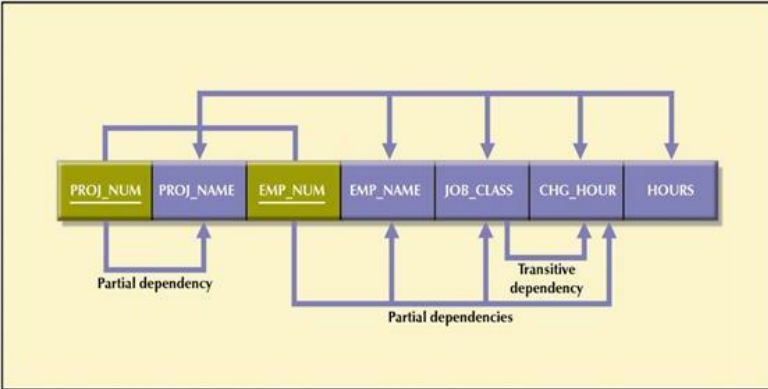 PROJ_NUM PROJ_NAME EMP_NUM EMP_NAME JOB_CLASS CHG_HOUR HOURS
Partial dependency
Transitive
dependency
Partial dependencies